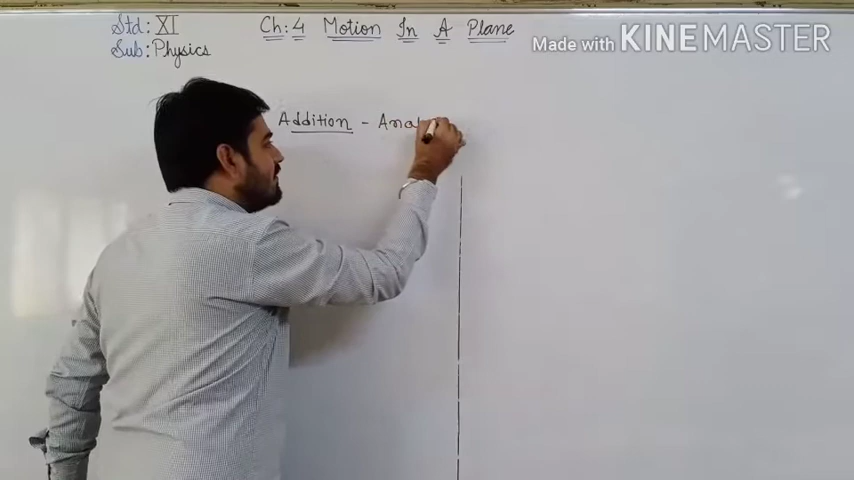 Std: XI Ch: 4 Motion In A Plane
Sub: Physics
Made with KINEMASTER
Addition - Ana